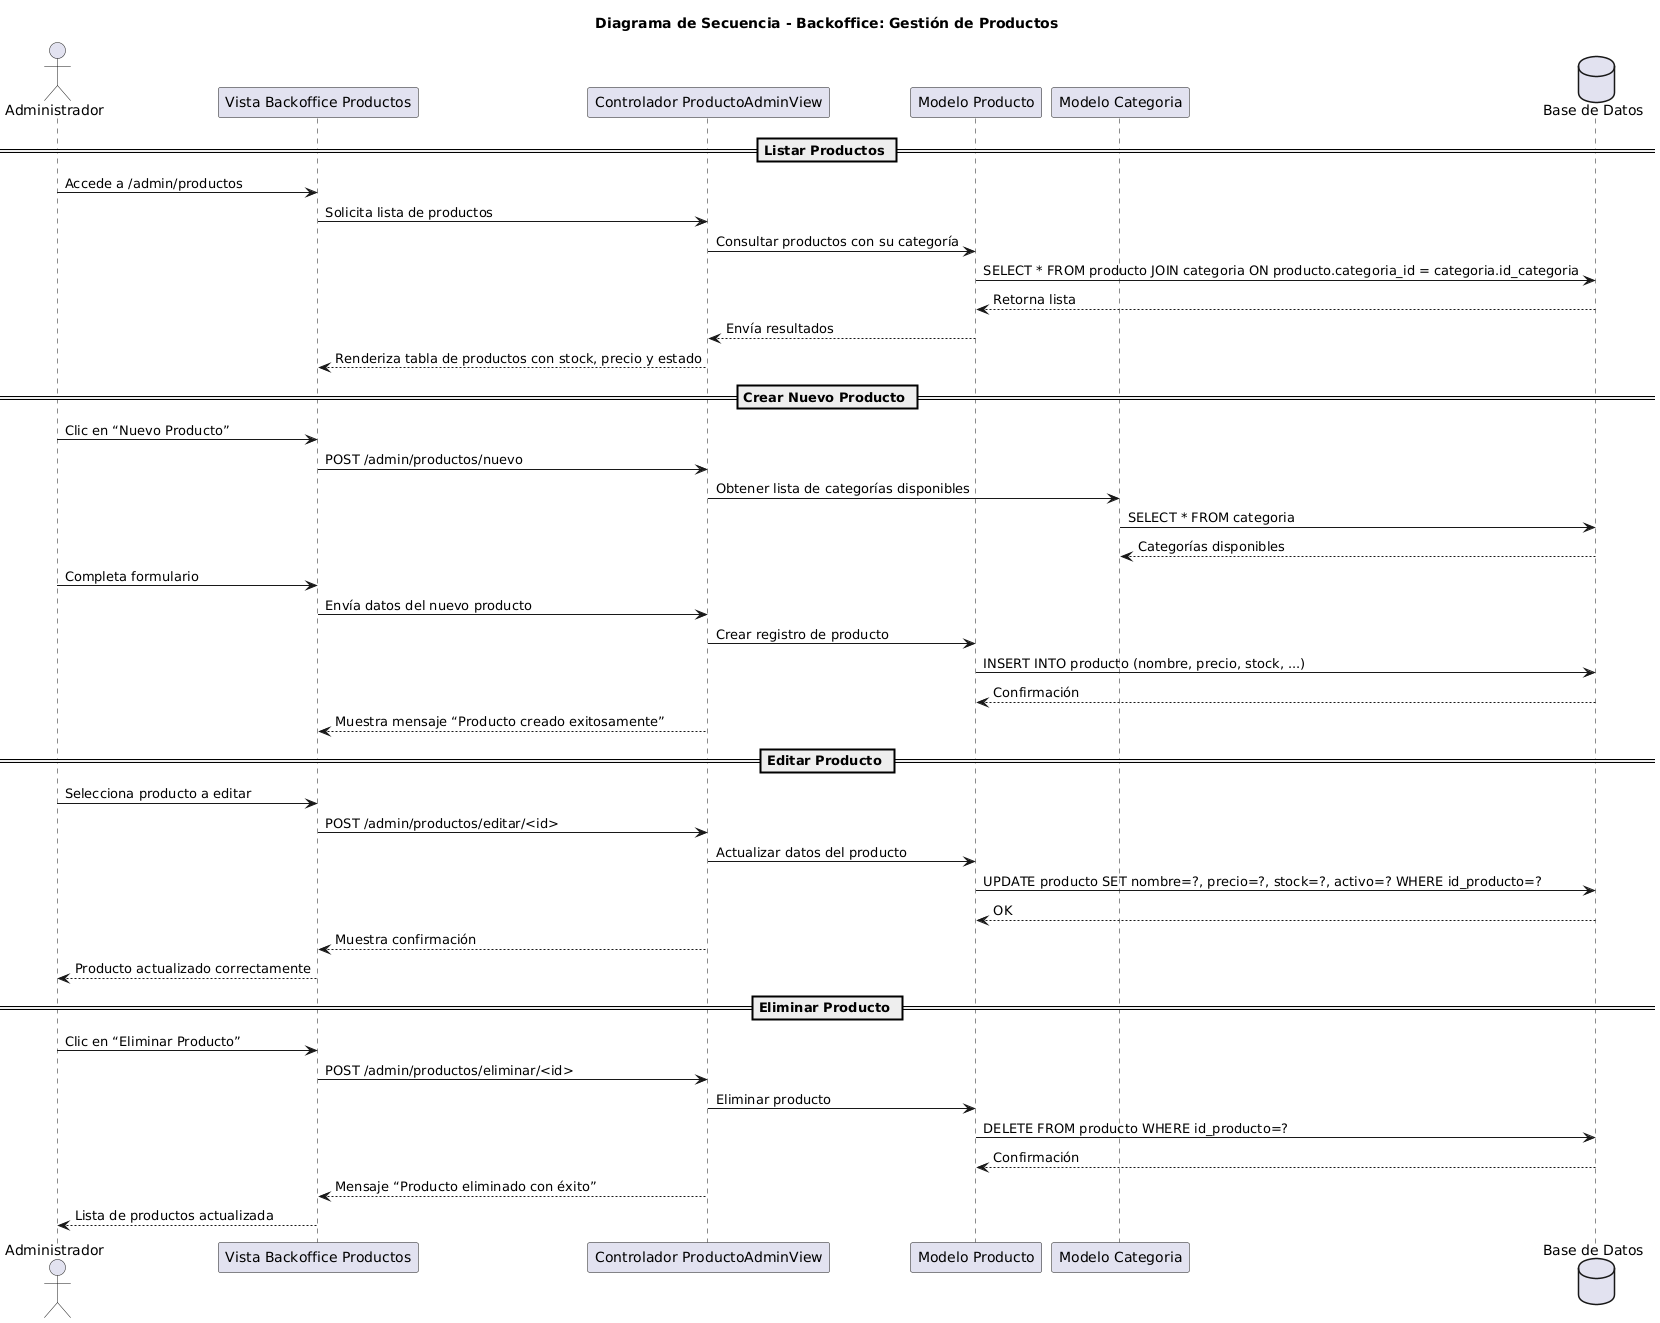 Diagrama de Secuencia - Backoffice: Gestión de Productos
Administrador
Vista Backoffice Productos
Controlador ProductoAdminView
Modelo Producto
Modelo Categoria
Base de Datos
Listar Productos
Accede a /admin/productos
Solicita lista de productos
Consultar productos con su categoría
SELECT * FROM producto JOIN categoria ON producto.categoria_id = categoria.id_categoria
Retorna lista
Envía resultados
Renderiza tabla de productos con stock, precio y estado
Crear Nuevo Producto
Clic en “Nuevo Producto”
POST /admin/productos/nuevo
Obtener lista de categorías disponibles
SELECT * FROM categoria
Categorías disponibles
Completa formulario
Envía datos del nuevo producto
Crear registro de producto
INSERT INTO producto (nombre, precio, stock, ...)
Confirmación
Muestra mensaje “Producto creado exitosamente”
Editar Producto
Selecciona producto a editar
POST /admin/productos/editar/<id>
Actualizar datos del producto
UPDATE producto SET nombre=?, precio=?, stock=?, activo=? WHERE id_producto=?
OK
Muestra confirmación
Producto actualizado correctamente
Eliminar Producto
Clic en “Eliminar Producto”
POST /admin/productos/eliminar/<id>
Eliminar producto
DELETE FROM producto WHERE id_producto=?
Confirmación
Mensaje “Producto eliminado con éxito”
Lista de productos actualizada
Administrador
Vista Backoffice Productos
Controlador ProductoAdminView
Modelo Producto
Modelo Categoria
Base de Datos